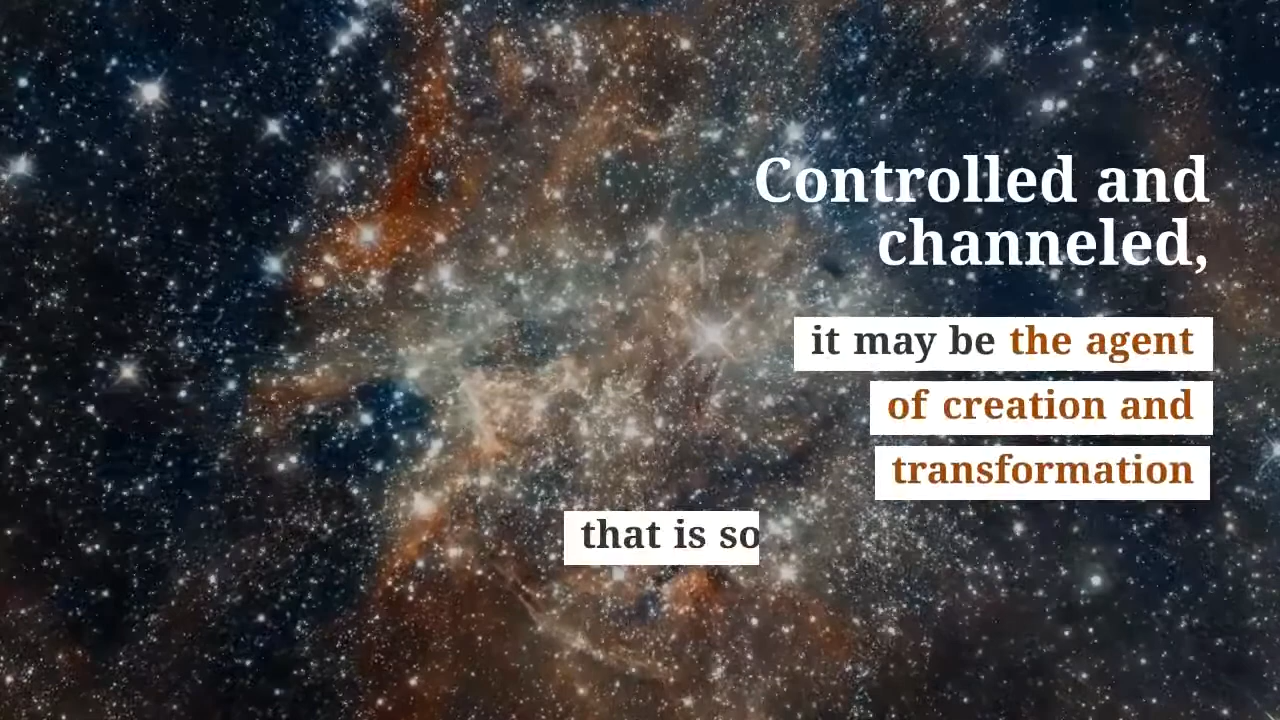 Controlled and
channeled,
it may be the agent
of creation and
transformation
that is so